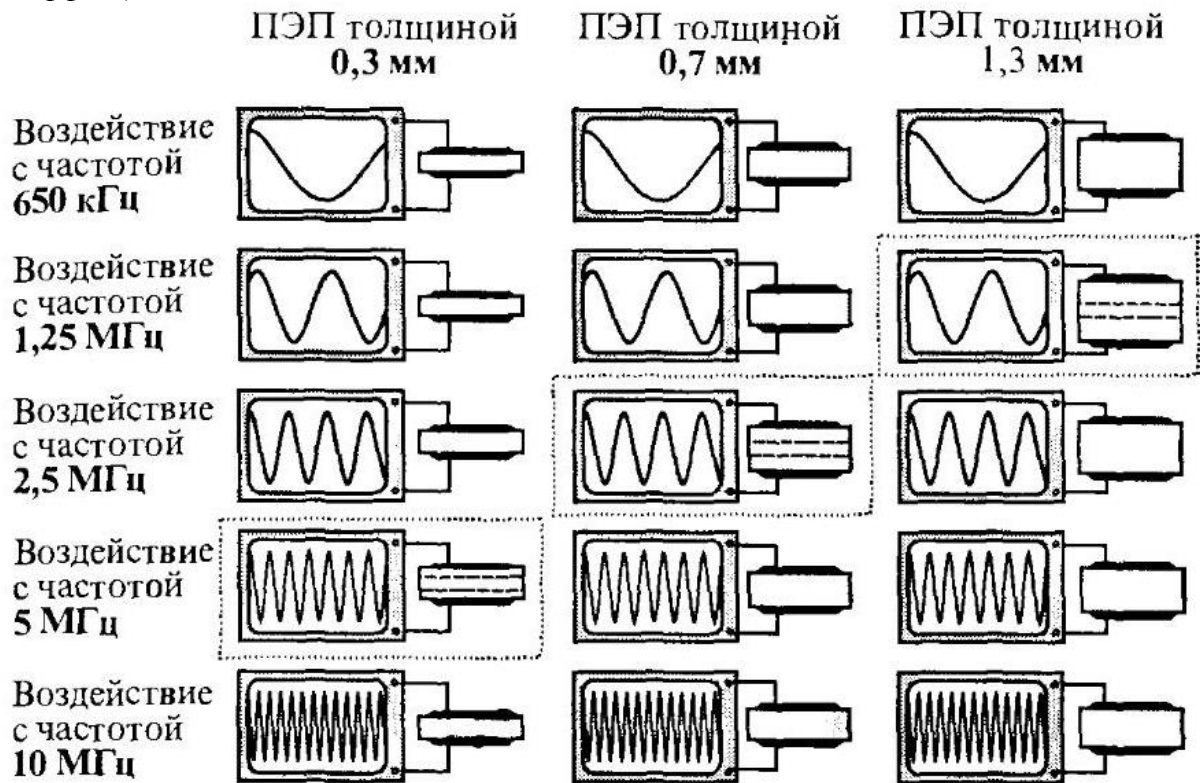 ПЭП толщиной
0,3 мм
ПЭП толщиной
0,7 мм
ПЭП толщиной
1,3 мм
Воздействие
с частотой
650 кГц
Воздействие
с частотой
1,25 МГц
Воздействие
с частотой
2,5 МГц
Воздействие
с частотой
5 МГц
Воздействие
с частотой
10 МГц